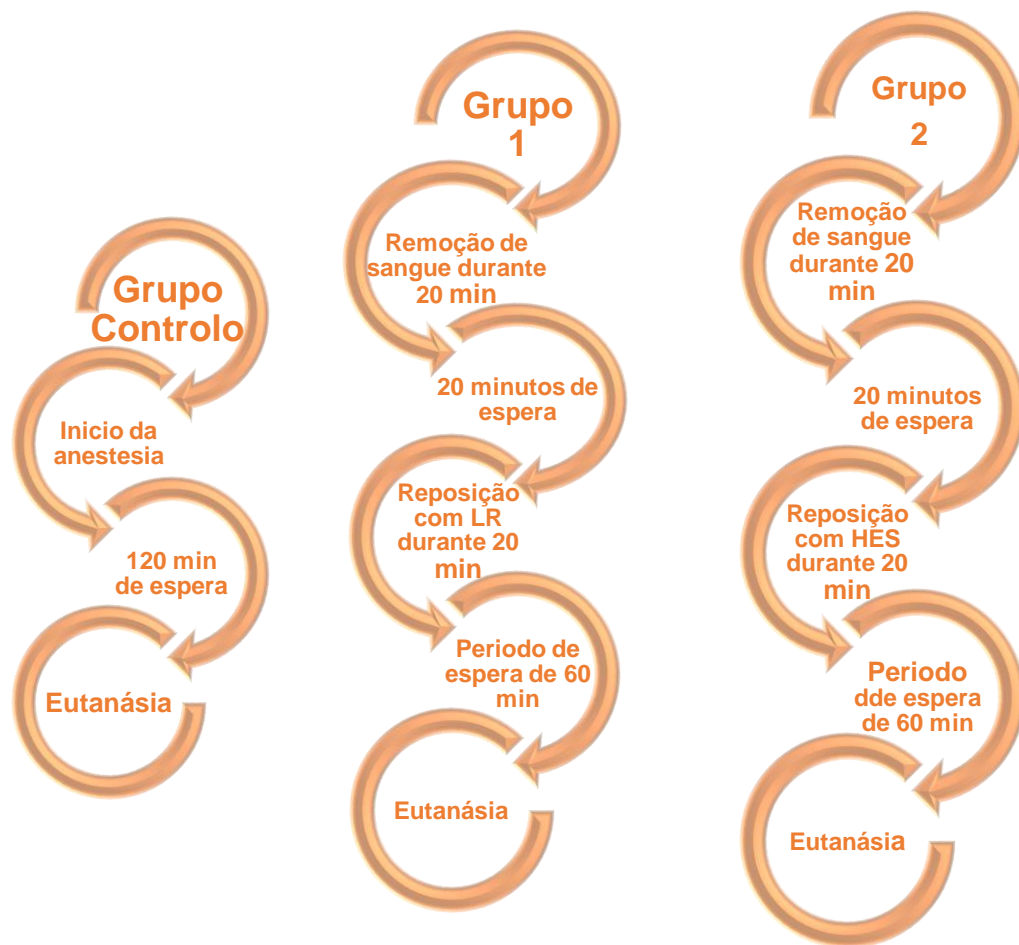 Grupo
Controlo
Inicio da
anestesia
120 min
de espera
Eutanásia
Grupo
1
Remoção de
sangue durante
20 min
20 minutos de
espera
Reposição
com LR
durante 20
min
Periodo de
espera de 60
min
Eutanásia
Grupo
2
Remoção
de sangue
durante 20
min
20 minutos
de espera
Reposição
com HES
durante 20
min
Periodo
dde espera
de 60 min
Eutanásia